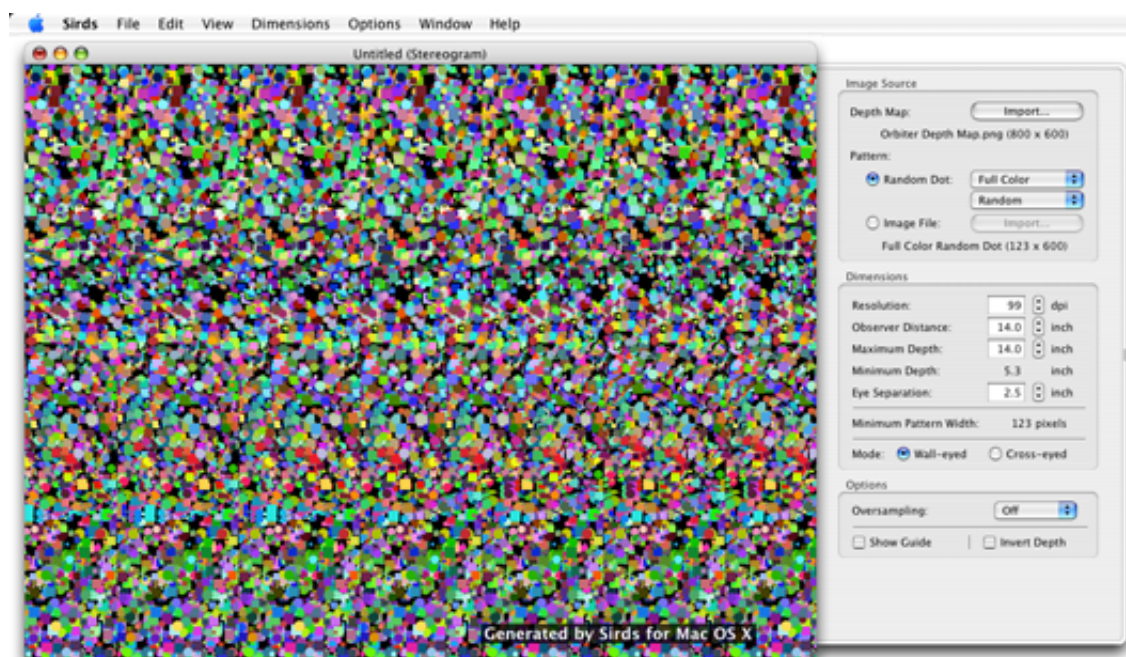 Sirds File Edit View Dimensions Options Window Help
Untitled (Stereogram)
Image Source
Depth Map: Import...
Orbiter Depth Map.png (800 x 600)
Pattern:
Random Dot: Full Color
Random
Image File: Import...
Full Color Random Dot (123 x 600)
Dimensions
Resolution: 99 dpi
Observer Distance: 14.0 inch
Maximum Depth: 14.0 inch
Minimum Depth: 5.3 inch
Eye Separation: 2.5 inch
Minimum Pattern Width: 123 pixels
Mode: Wall-eyed Cross-eyed
Options
Oversampling: Off
Show Guide Invert Depth
Generated by Sirds for Mac OS X